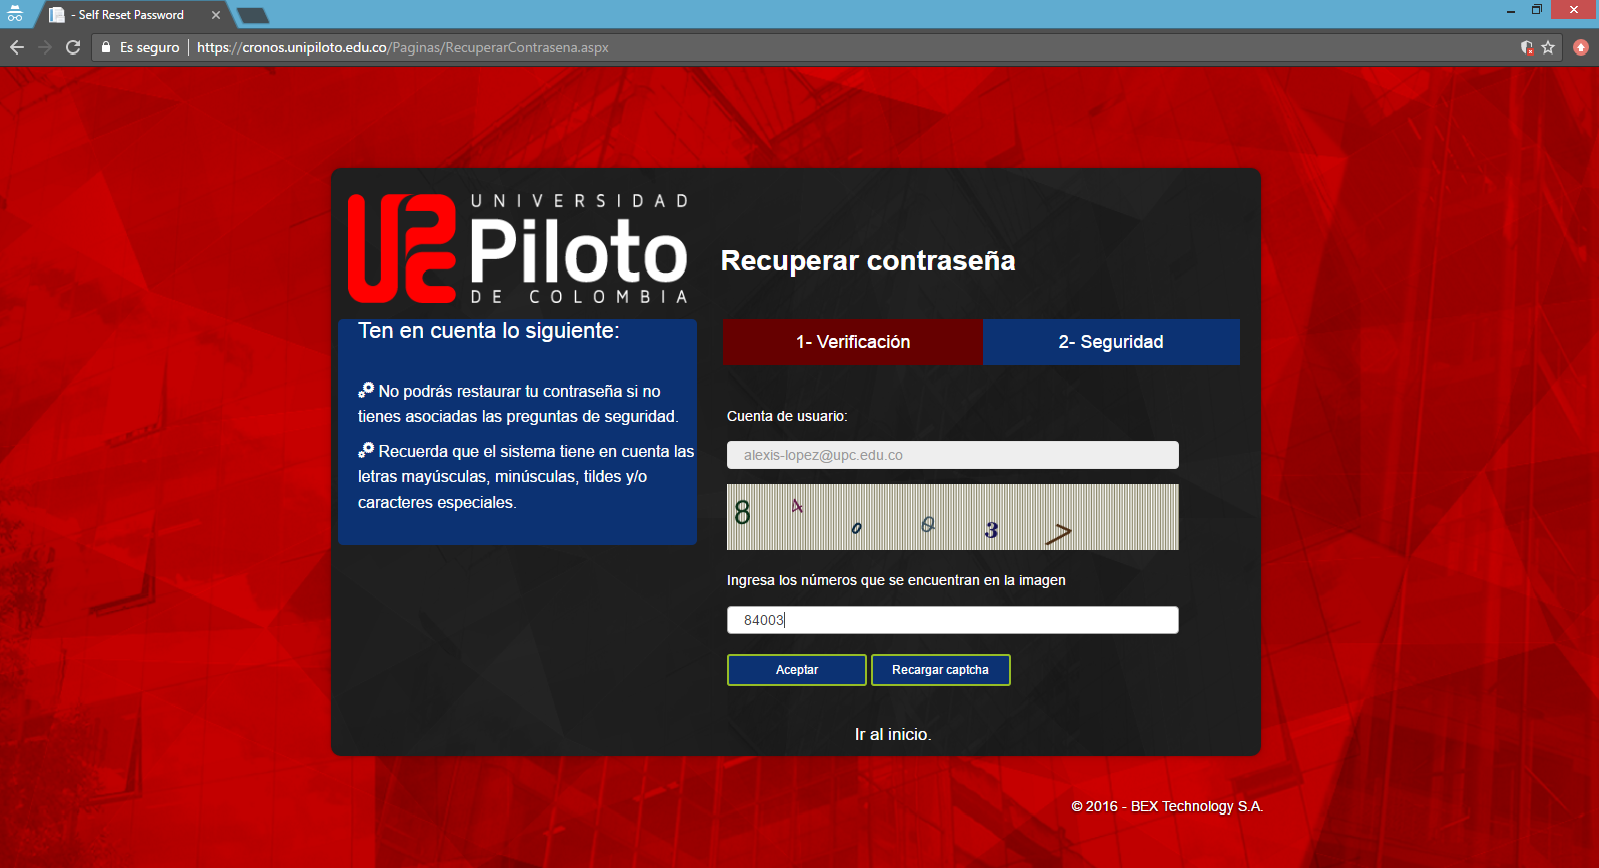 - Self Reset Password
Es seguro
https://cronos.unipiloto.edu.co/Paginas/RecuperarContrasena.aspx
UNIVERSIDAD
Piloto
DE COLOMBIA
Recuperar contraseña
Ten en cuenta lo siguiente:
No podrás restaurar tu contraseña si no
tienes asociadas las preguntas de seguridad.
Recuerda que el sistema tiene en cuenta las
letras mayúsculas, minúsculas, tildes y/o
caracteres especiales.
1- Verificación
2- Seguridad
Cuenta de usuario:
alexis-lopez@upc.edu.co
8 4 0 0 3 >
Ingresa los números que se encuentran en la imagen
84003
Aceptar
Recargar captcha
Ir al inicio.
© 2016 - BEX Technology S.A.